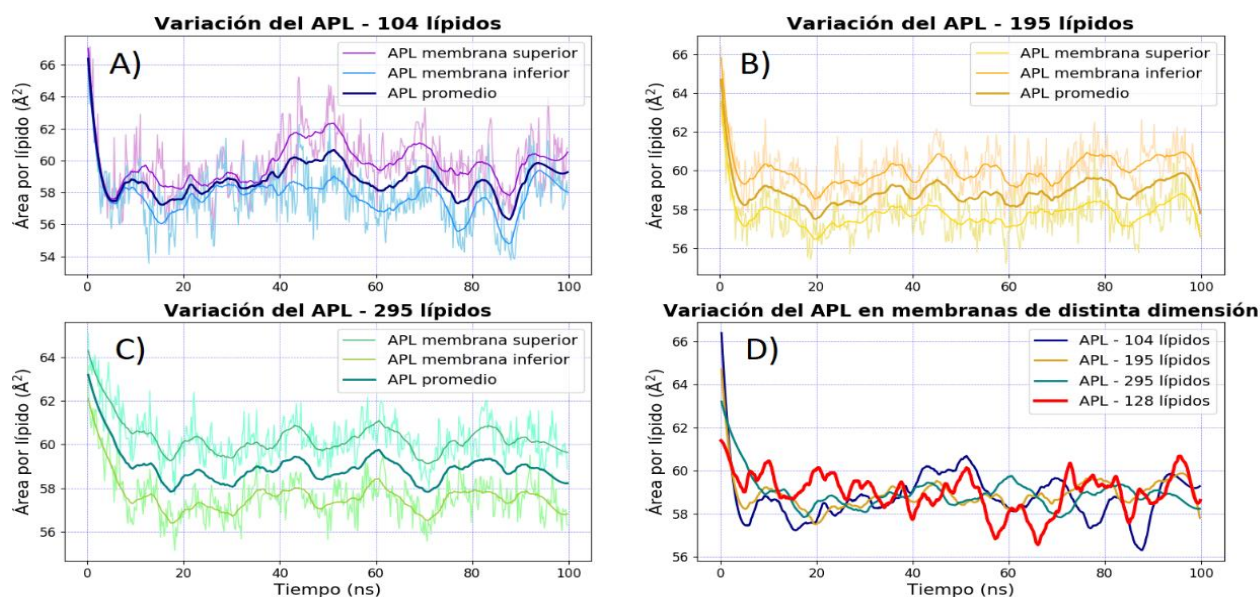 Variación del APL - 104 lípidos
A)
APL membrana superior
APL membrana inferior
APL promedio
Área por lípido (Å²)
66
64
62
60
58
56
54
0 20 40 60 80 100
Variación del APL - 195 lípidos
B)
APL membrana superior
APL membrana inferior
APL promedio
Área por lípido (Å²)
66
64
62
60
58
56
0 20 40 60 80 100
Variación del APL - 295 lípidos
C)
APL membrana superior
APL membrana inferior
APL promedio
Área por lípido (Å²)
64
62
60
58
56
0 20 40 60 80 100
Tiempo (ns)
Variación del APL en membranas de distinta dimensión
D)
APL - 104 lípidos
APL - 195 lípidos
APL - 295 lípidos
APL - 128 lípidos
Área por lípido (Å²)
66
64
62
60
58
56
0 20 40 60 80 100
Tiempo (ns)